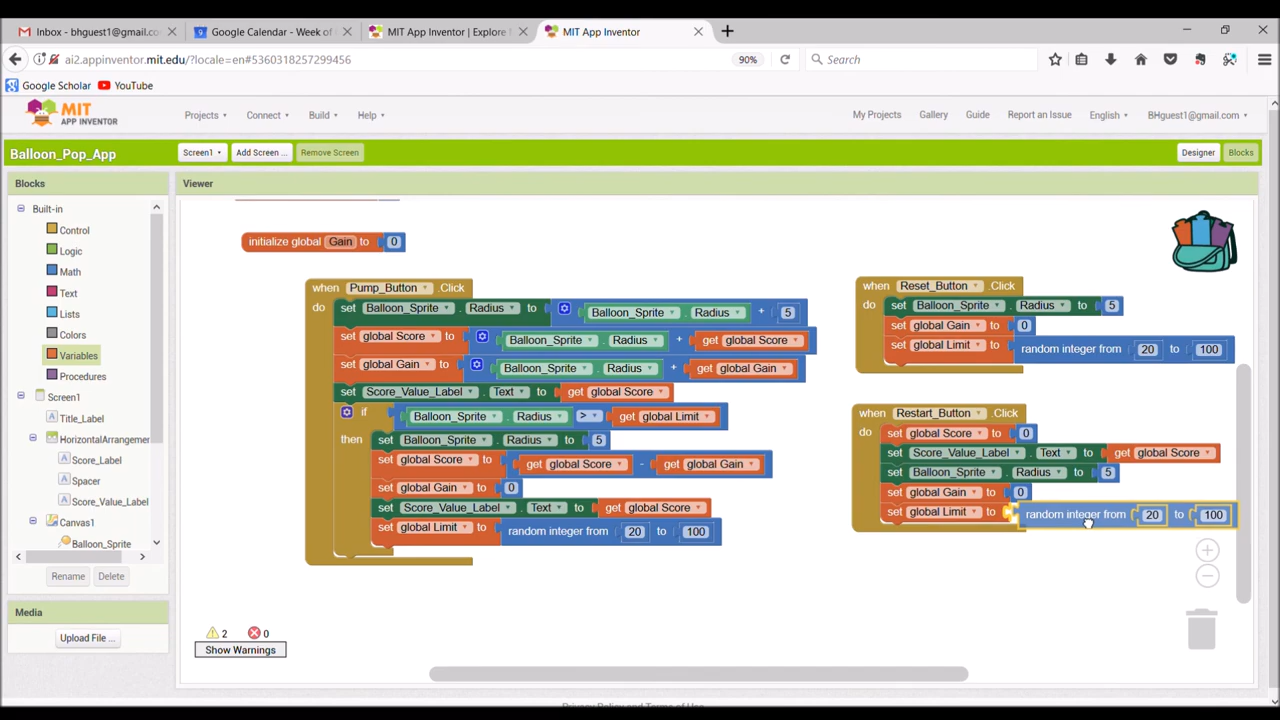 Inbox - bhguest1@gmail.co
Google Calendar - Week of
MIT App Inventor | Explore
MIT App Inventor
ai2.appinventor.mit.edu/?locale=en#5360318257299456
90%
Search
Google Scholar
YouTube
MIT
APP INVENTOR
Projects
Connect
Build
Help
My Projects
Gallery
Guide
Report an Issue
English
BHguest1@gmail.com
Balloon_Pop_App
Screen1
Add Screen ...
Remove Screen
Designer
Blocks
Blocks
Viewer
Built-in
Control
Logic
Math
Text
Lists
Colors
Variables
Procedures
Screen1
Title_Label
HorizontalArrangemen
Score_Label
Spacer
Score_Value_Label
Canvas1
Balloon_Sprite
Rename
Delete
Media
Upload File ...
initialize global Gain to 0
when Pump_Button .Click
do set Balloon_Sprite . Radius to Balloon_Sprite . Radius + 5
set global Score to Balloon_Sprite . Radius + get global Score
set global Gain to Balloon_Sprite . Radius + get global Gain
set Score_Value_Label . Text to get global Score
if Balloon_Sprite . Radius > get global Limit
then set Balloon_Sprite . Radius to 5
set global Score to get global Score - get global Gain
set global Gain to 0
set Score_Value_Label . Text to get global Score
set global Limit to random integer from 20 to 100
when Reset_Button .Click
do set Balloon_Sprite . Radius to 5
set global Gain to 0
set global Limit to random integer from 20 to 100
when Restart_Button .Click
do set global Score to 0
set Score_Value_Label . Text to get global Score
set Balloon_Sprite . Radius to 5
set global Gain to 0
set global Limit to random integer from 20 to 100
2
0
Show Warnings
Privacy Policy and Terms of Use